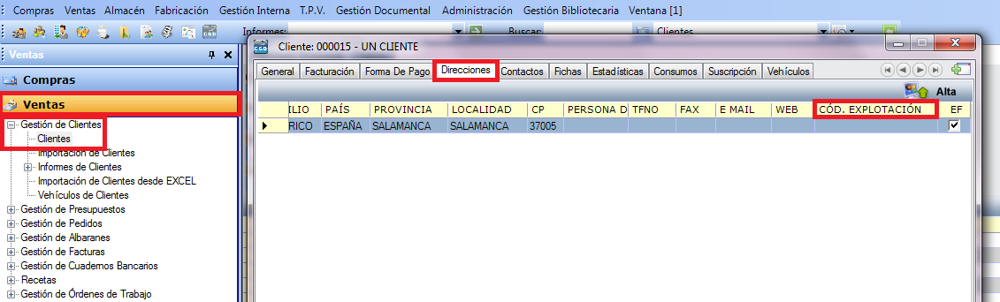 Compras Ventas Almacén Fabricación Gestión Interna T.P.V. Gestión Documental Administración Gestión Bibliotecaria Ventana [1]
Informes: Buscar: Clientes
Ventas
Compras
Ventas
Gestión de Clientes
Clientes
Importación de Clientes
Informes de Clientes
Importación de Clientes desde EXCEL
Vehículos de Clientes
Gestión de Presupuestos
Gestión de Pedidos
Gestión de Albaranes
Gestión de Facturas
Gestión de Cuadernos Bancarios
Recetas
Gestión de Órdenes de Trabajo
CGD Cliente: 000015 - UN CLIENTE
General Facturación Forma De Pago Direcciones Contactos Fichas Estadísticas Consumos Suscripción Vehículos
Alta
ILIO PAÍS PROVINCIA LOCALIDAD CP PERSONA D TFNO FAX E MAIL WEB CÓD. EXPLOTACIÓN EF
RICO ESPAÑA SALAMANCA SALAMANCA 37005